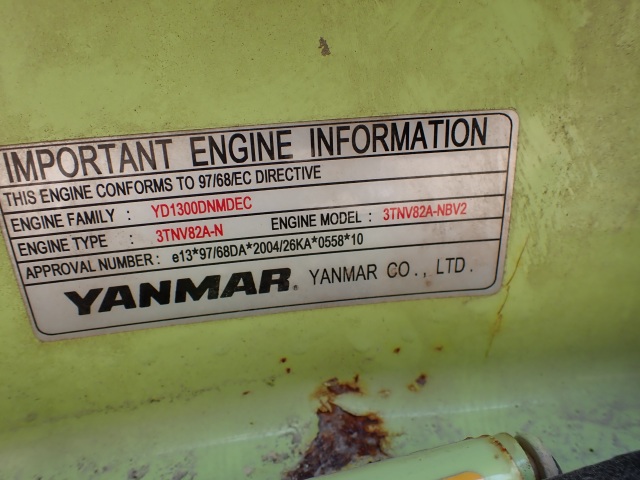 IMPORTANT ENGINE INFORMATION
THIS ENGINE CONFORMS TO 97/68/EC DIRECTIVE
ENGINE FAMILY : YD1300DNMDEC
ENGINE TYPE : 3TNV82A-N ENGINE MODEL : 3TNV82A-NBV2
APPROVAL NUMBER : e13*97/68DA*2004/26KA*0558*10
YANMAR® YANMAR CO., LTD.